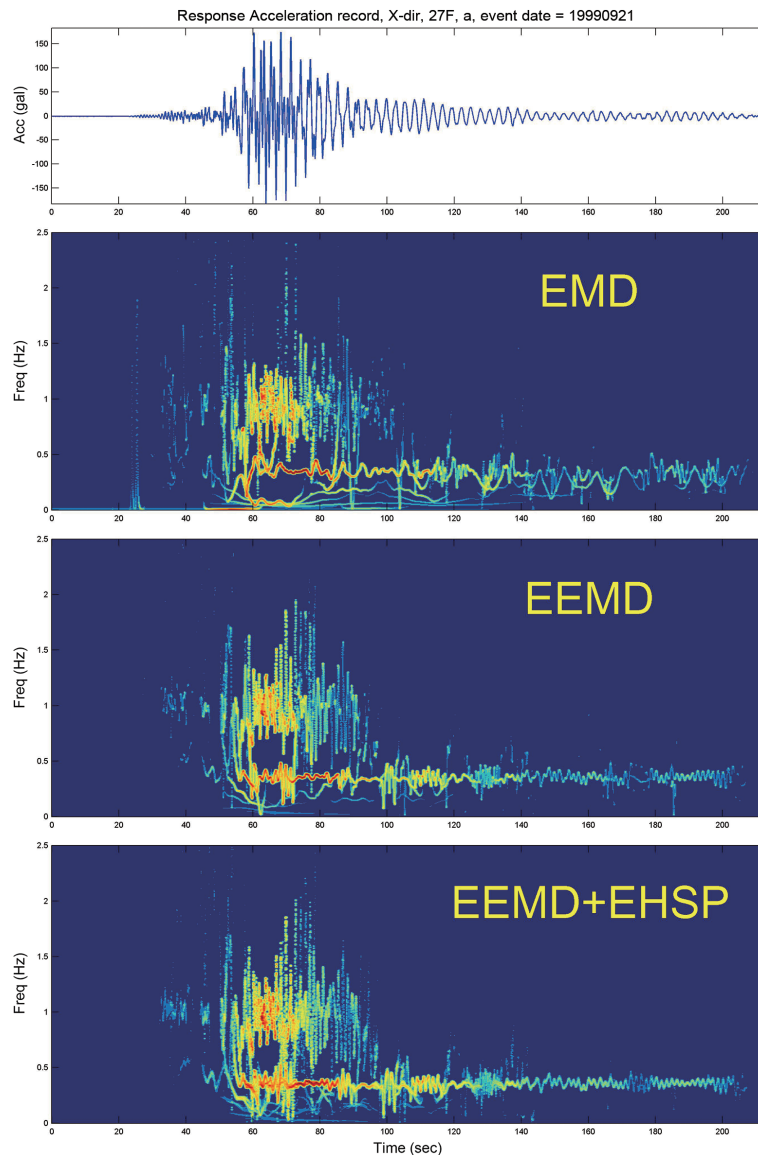 Response Acceleration record, X-dir, 27F, a, event date = 19990921
150
100
50
0
-50
-100
-150
Acc (gal)
0 20 40 60 80 100 120 140 160 180 200
2.5
2
1.5
1
0.5
0
Freq (Hz)
EMD
0 20 40 60 80 100 120 140 160 180 200
2.5
2
1.5
1
0.5
0
Freq (Hz)
EEMD
0 20 40 60 80 100 120 140 160 180 200
2.5
2
1.5
1
0.5
0
Freq (Hz)
EEMD+EHSP
0 20 40 60 80 100 120 140 160 180 200
Time (sec)